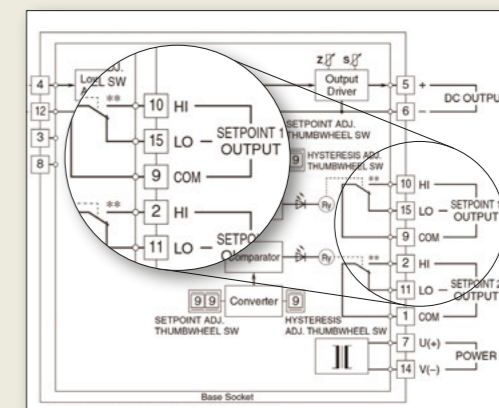 4
12
3
8
ADJ.
SW
**
10 HI
15 LO
SETPOINT 1
OUTPUT
9 COM
**
2 HI
11 LO
Z S
Output
Driver
5 +
6 −
DC OUTPU
SETPOINT ADJ.
THUMBWHEEL SW
9
HYSTERESIS ADJ.
THUMBWHEEL SW
Ry
**
10 HI
15 LO
SETPOINT 1
OUTPUT
9 COM
Comparator
Ry
**
2 HI
11 LO
SETPOINT 2
OUTPUT
1 COM
9 9
Converter
9
SETPOINT ADJ.
THUMBWHEEL SW
HYSTERESIS
ADJ. THUMBWHEEL SW
7 U(+)
14 V(−)
POWER
Base Socket